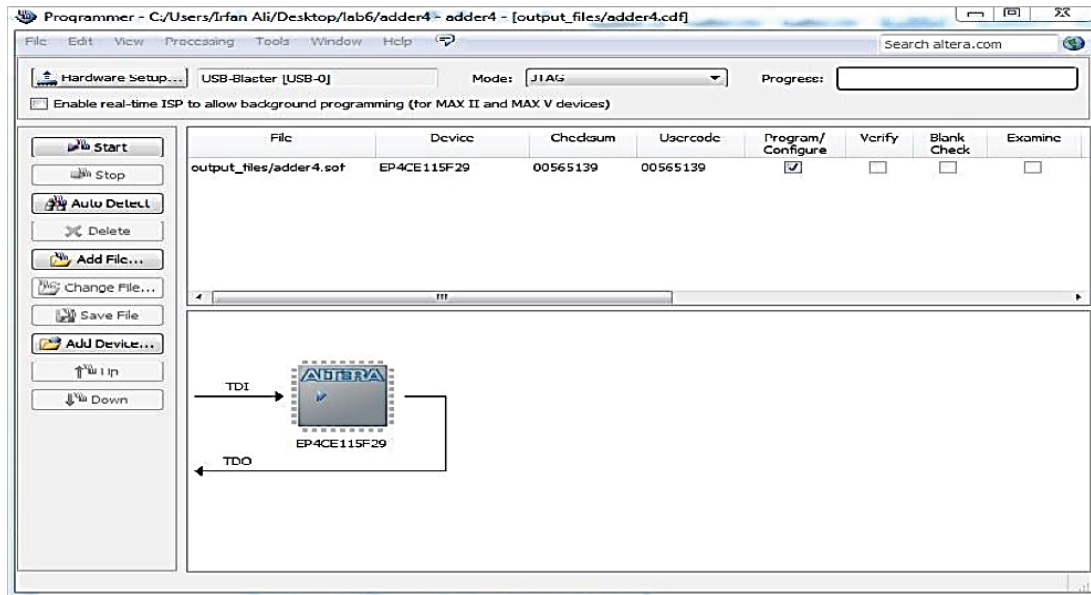 Programmer - C:/Users/Irfan Ali/Desktop/lab6/adder4 - adder4 - [output_files/adder4.cdf]
File Edit View Processing Tools Window Help
Search altera.com
Hardware Setup... USB-Blaster [USB-0] Mode: JTAG Progress:
Enable real-time ISP to allow background programming (for MAX II and MAX V devices)
Start
Stop
Auto Detect
Delete
Add File...
Change File...
Save File
Add Device...
Up
Down
File Device Checksum Usercode Program/Configure Verify Blank Check Examine
output_files/adder4.sof EP4CE115F29 00565139 00565139
TDI
ALTERA
EP4CE115F29
TDO